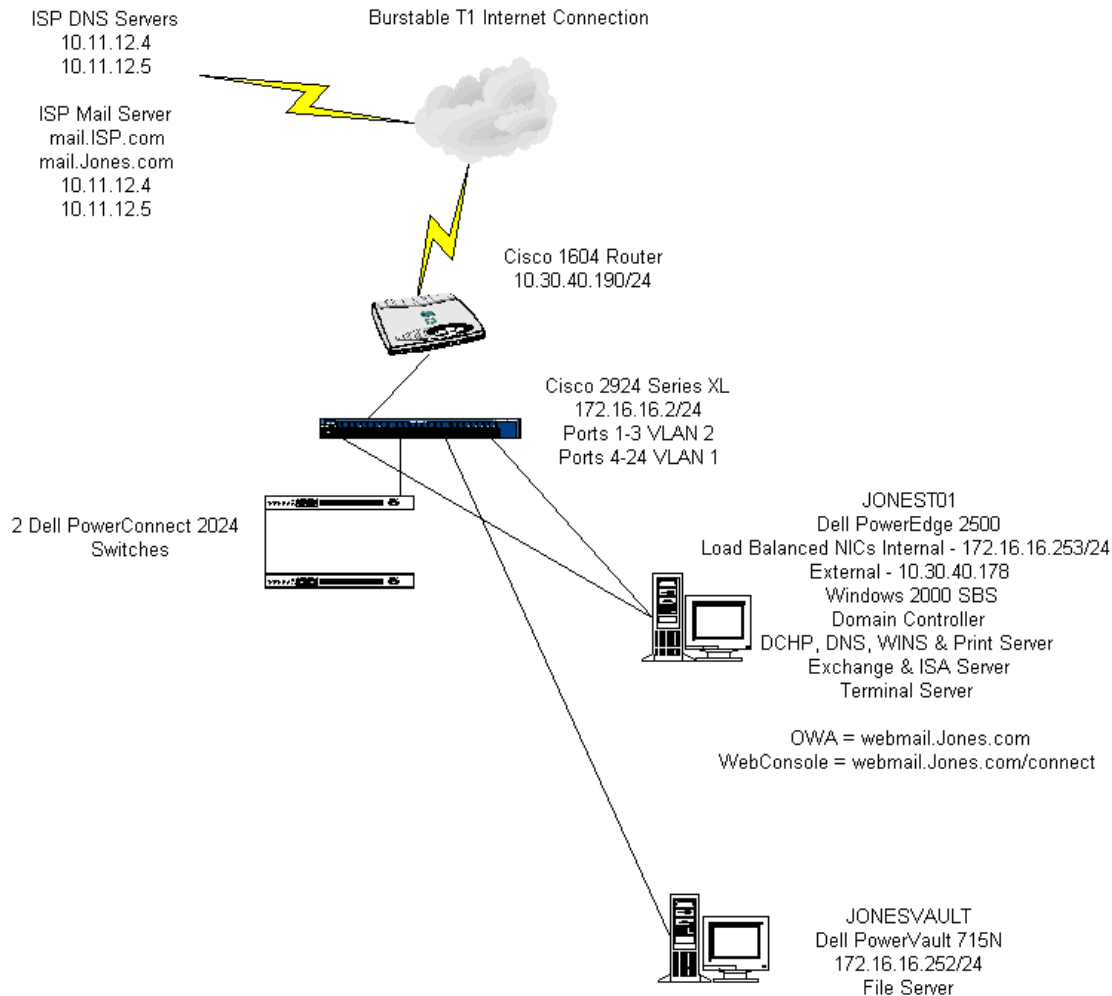 ISP DNS Servers
10.11.12.4
10.11.12.5
Burstable T1 Internet Connection
ISP Mail Server
mail.ISP.com
mail.Jones.com
10.11.12.4
10.11.12.5
Cisco 1604 Router
10.30.40.190/24
Cisco 2924 Series XL
172.16.16.2/24
Ports 1-3 VLAN 2
Ports 4-24 VLAN 1
2 Dell PowerConnect 2024
Switches
JONEST01
Dell PowerEdge 2500
Load Balanced NICs Internal - 172.16.16.253/24
External - 10.30.40.178
Windows 2000 SBS
Domain Controller
DCHP, DNS, WINS & Print Server
Exchange & ISA Server
Terminal Server
OWA = webmail.Jones.com
WebConsole = webmail.Jones.com/connect
JONESVAULT
Dell PowerVault 715N
172.16.16.252/24
File Server